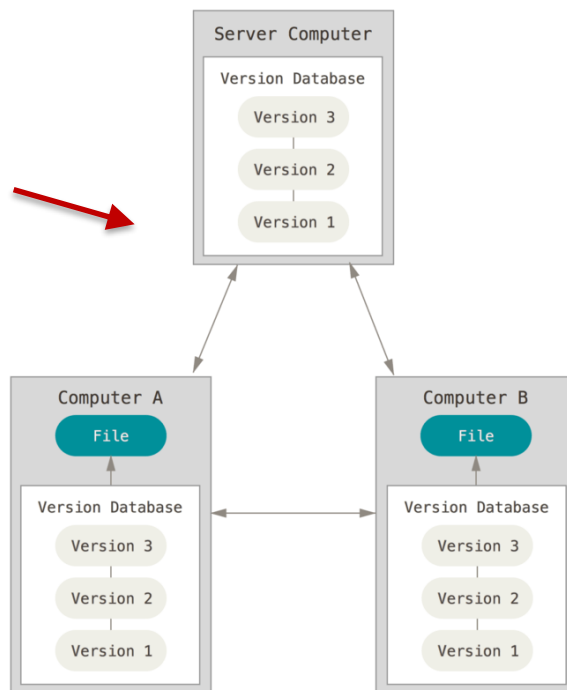 Server Computer
Version Database
Version 3
Version 2
Version 1
Computer A
File
Version Database
Version 3
Version 2
Version 1
Computer B
File
Version Database
Version 3
Version 2
Version 1